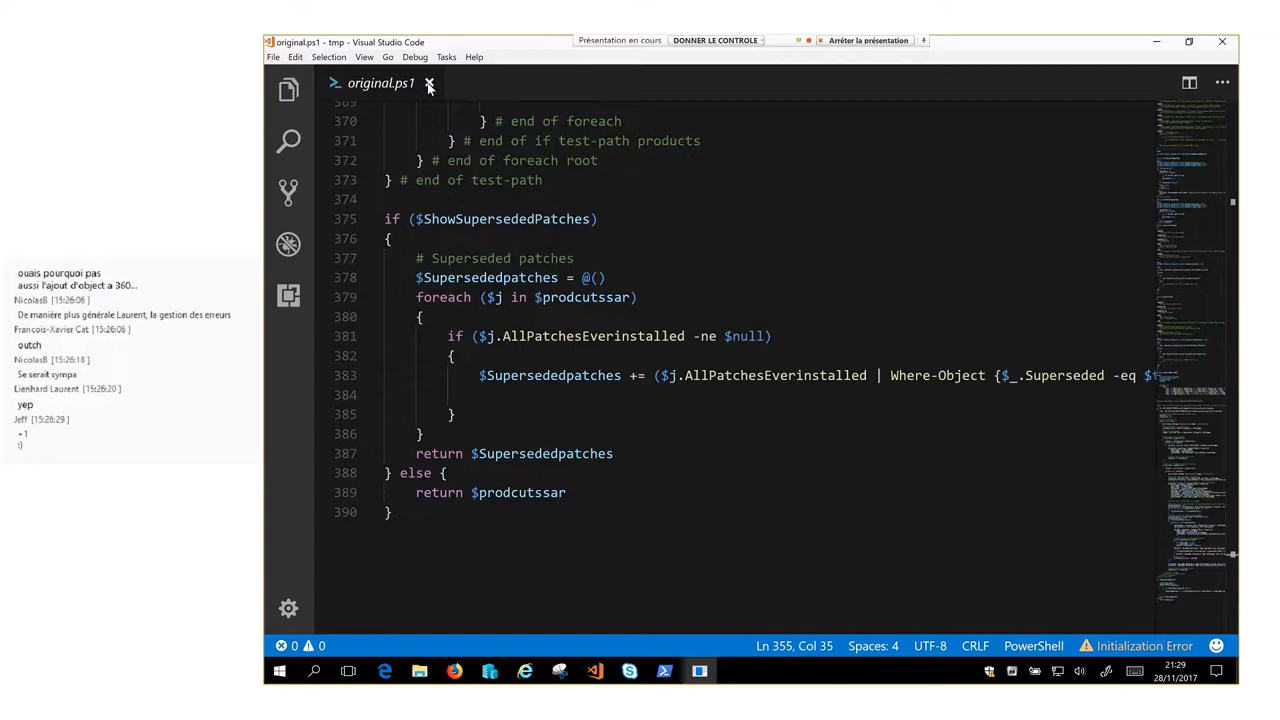 original.ps1 - tmp - Visual Studio Code
Présentation en cours
DONNER LE CONTROLE
Arrêter la présentation
File Edit Selection View Go Debug Tasks Help
original.ps1
369
370 } # end of foreach
371 } # end of if test-path products
372 } # end of foreach root
373 } # end of test-path
374
375 if ($ShowSupersededPatches)
376 {
377 # Superseded patches
378 $Supersededpatches = @()
379 foreach ($j in $prodcutssar)
380 {
381 if ($j.AllPatchesEverinstalled -ne $null)
382 {
383 $Supersededpatches += ($j.AllPatchesEverinstalled | Where-Object {$_.Superseded -eq
384
385 }
386 }
387 return $Supersededpatches
388 } else {
389 return $prodcutssar
390 }
ouais pourquoi pas
aussi l'ajout d'object a 360...
NicolasB [15:26:06]
De manière plus générale Laurent, la gestion des erreurs
Francois-Xavier Cat [15:26:06]
outch
NicolasB [15:26:18]
Se serait sympa
Lienhard Laurent [15:26:20]
yep
Jeff [15:26:29]
+1
:)
0 0
Ln 355, Col 35 Spaces: 4 UTF-8 CRLF PowerShell Initialization Error
21:29
28/11/2017